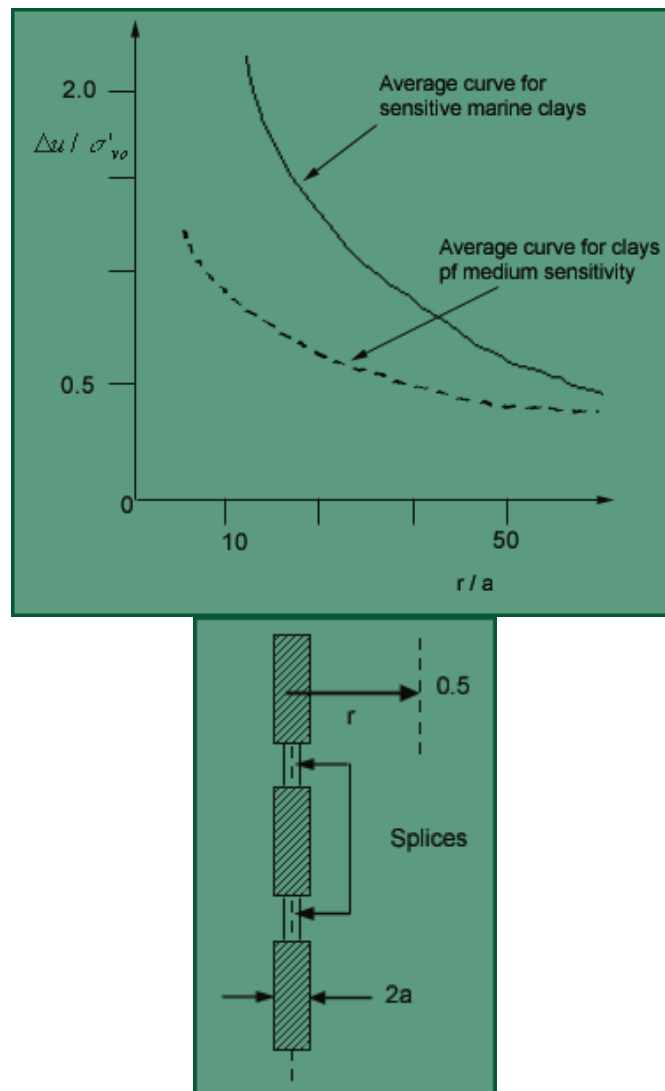 2.0
Δu / σ'vo
0.5
0
10
50
r / a
Average curve for
sensitive marine clays
Average curve for clays
pf medium sensitivity
0.5
r
Splices
2a